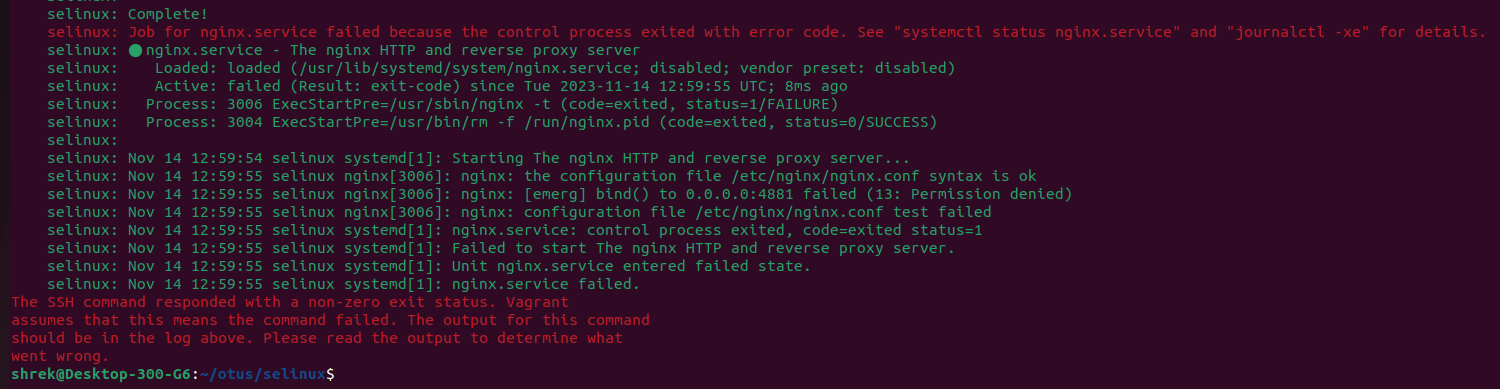 selinux:
selinux: Complete!
selinux: Job for nginx.service failed because the control process exited with error code. See "systemctl status nginx.service" and "journalctl -xe" for details.
selinux: ● nginx.service - The nginx HTTP and reverse proxy server
selinux:    Loaded: loaded (/usr/lib/systemd/system/nginx.service; disabled; vendor preset: disabled)
selinux:    Active: failed (Result: exit-code) since Tue 2023-11-14 12:59:55 UTC; 8ms ago
selinux:   Process: 3006 ExecStartPre=/usr/sbin/nginx -t (code=exited, status=1/FAILURE)
selinux:   Process: 3004 ExecStartPre=/usr/bin/rm -f /run/nginx.pid (code=exited, status=0/SUCCESS)
selinux:
selinux: Nov 14 12:59:54 selinux systemd[1]: Starting The nginx HTTP and reverse proxy server...
selinux: Nov 14 12:59:55 selinux nginx[3006]: nginx: the configuration file /etc/nginx/nginx.conf syntax is ok
selinux: Nov 14 12:59:55 selinux nginx[3006]: nginx: [emerg] bind() to 0.0.0.0:4881 failed (13: Permission denied)
selinux: Nov 14 12:59:55 selinux nginx[3006]: nginx: configuration file /etc/nginx/nginx.conf test failed
selinux: Nov 14 12:59:55 selinux systemd[1]: nginx.service: control process exited, code=exited status=1
selinux: Nov 14 12:59:55 selinux systemd[1]: Failed to start The nginx HTTP and reverse proxy server.
selinux: Nov 14 12:59:55 selinux systemd[1]: Unit nginx.service entered failed state.
selinux: Nov 14 12:59:55 selinux systemd[1]: nginx.service failed.
The SSH command responded with a non-zero exit status. Vagrant
assumes that this means the command failed. The output for this command
should be in the log above. Please read the output to determine what
went wrong.
shrek@Desktop-300-G6:~/otus/selinux$